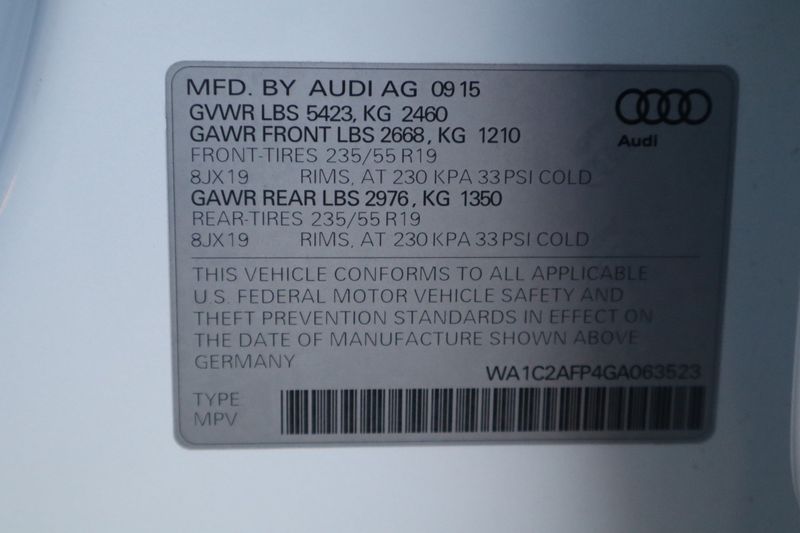 MFD. BY AUDI AG 0915
GVWR LBS 5423, KG 2460
GAWR FRONT LBS 2668, KG 1210
FRONT-TIRES 235/55 R19
8JX19 RIMS, AT 230 KPA 33 PSI COLD
GAWR REAR LBS 2976, KG 1350
REAR-TIRES 235/55 R19
8JX19 RIMS, AT 230 KPA 33 PSI COLD
Audi
THIS VEHICLE CONFORMS TO ALL APPLICABLE
U.S. FEDERAL MOTOR VEHICLE SAFETY AND
THEFT PREVENTION STANDARDS IN EFFECT ON
THE DATE OF MANUFACTURE SHOWN ABOVE
GERMANY
WA1C2AFP4GA063523
TYPE
MPV